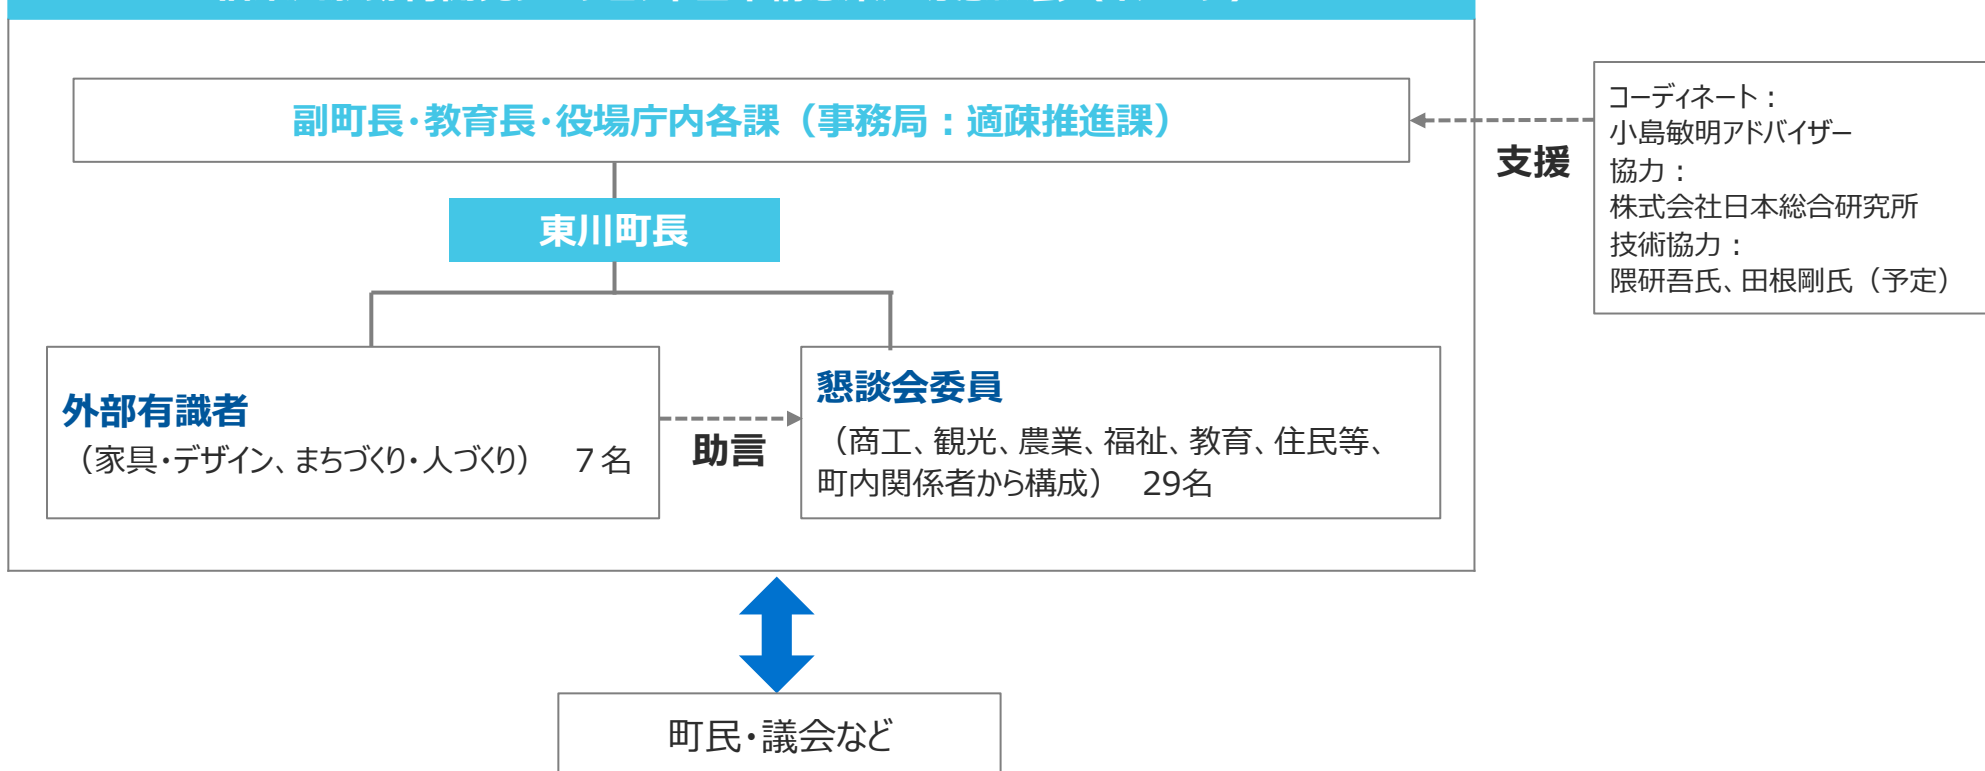 副町長・教育長・役場庁内各課（事務局：適疎推進課）
支援
コーディネート：
小島敏明アドバイザー
協力：
株式会社日本総合研究所
技術協力：
隈研吾氏、田根剛氏（予定）
東川町長
外部有識者
（家具・デザイン、まちづくり・人づくり）　７名
助言
懇談会委員
（商工、観光、農業、福祉、教育、住民等、
町内関係者から構成）　29名
町民・議会など